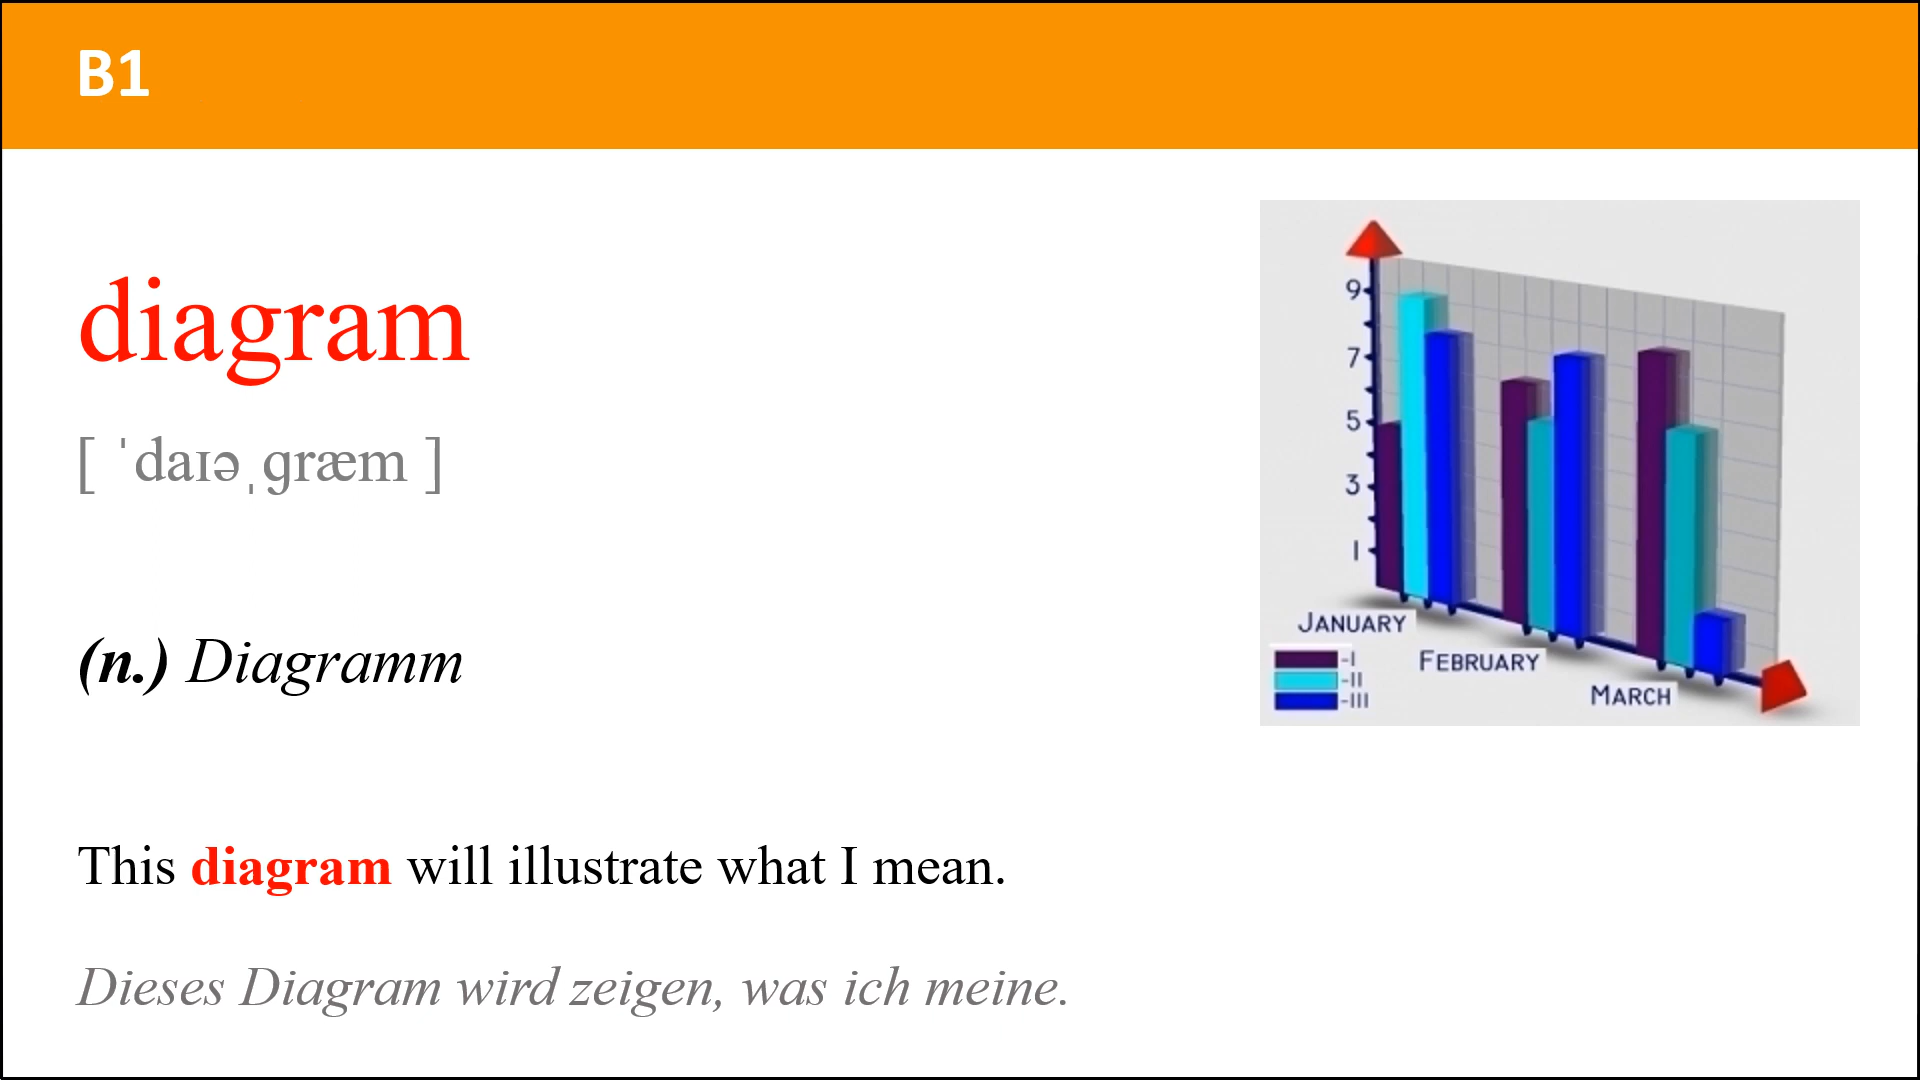 B1
diagram
[ ˈdaɪəˌɡræm ]
(n.) Diagramm
This diagram will illustrate what I mean.
Dieses Diagram wird zeigen, was ich meine.
9
7
5
3
1
JANUARY
FEBRUARY
MARCH
-I
-II
-III